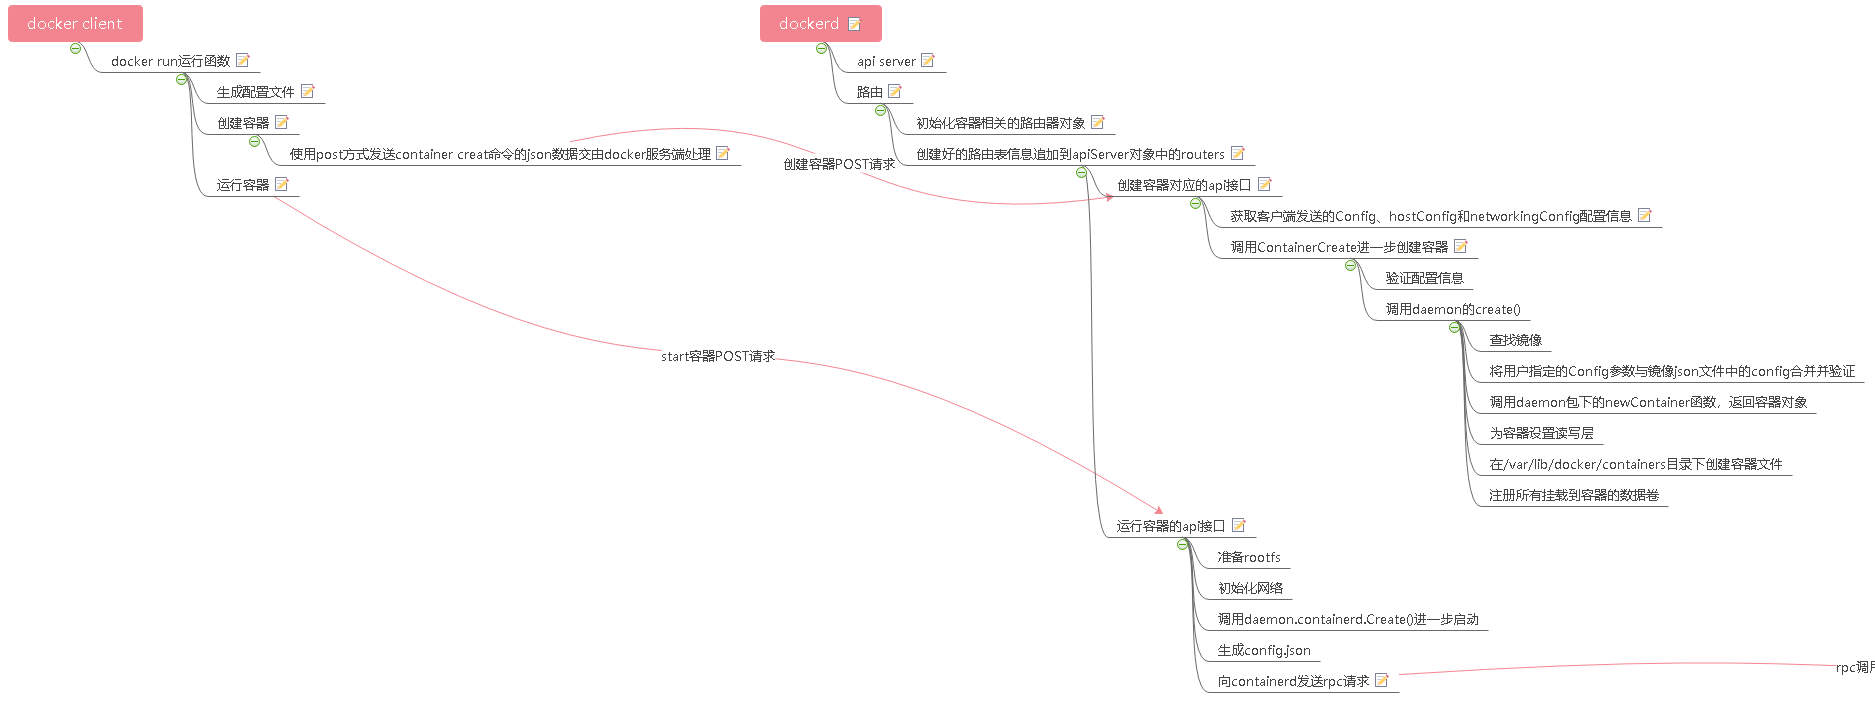 docker client
docker run运行函数
生成配置文件
创建容器
使用post方式发送container creat命令的json数据交由docker服务端处理
运行容器
创建容器POST请求
start容器POST请求
dockerd
api server
路由
初始化容器相关的路由器对象
创建好的路由表信息追加到apiServer对象中的routers
创建容器对应的api接口
获取客户端发送的Config、hostConfig和networkingConfig配置信息
调用ContainerCreate进一步创建容器
验证配置信息
调用daemon的create()
查找镜像
将用户指定的Config参数与镜像json文件中的config合并并验证
调用daemon包下的newContainer函数，返回容器对象
为容器设置读写层
在/var/lib/docker/containers目录下创建容器文件
注册所有挂载到容器的数据卷
运行容器的api接口
准备rootfs
初始化网络
调用daemon.containerd.Create()进一步启动
生成config.json
向containerd发送rpc请求
rpc调